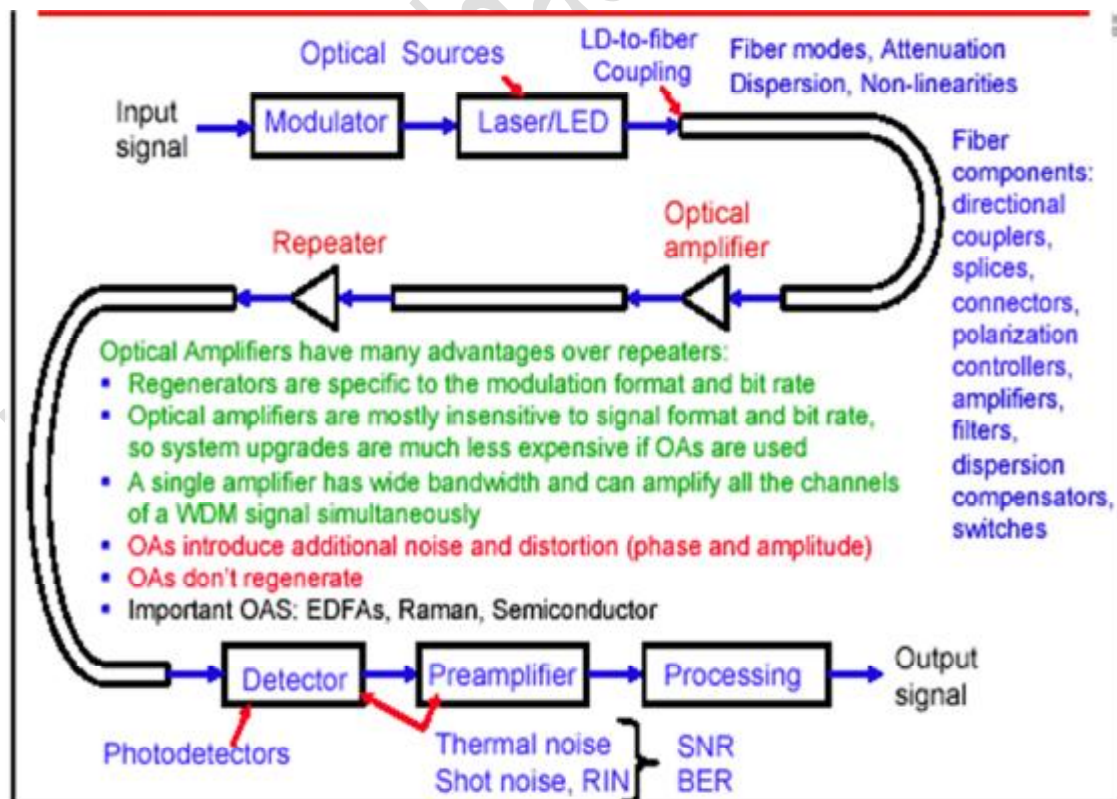 Optical Sources
LD-to-fiber
Coupling
Fiber modes, Attenuation
Dispersion, Non-linearities
Input
signal
Modulator
Laser/LED
Fiber
components:
directional
couplers,
splices,
connectors,
polarization
controllers,
amplifiers,
filters,
dispersion
compensators,
switches
Repeater
Optical
amplifier
Optical Amplifiers have many advantages over repeaters:
▪ Regenerators are specific to the modulation format and bit rate
▪ Optical amplifiers are mostly insensitive to signal format and bit rate,
so system upgrades are much less expensive if OAs are used
▪ A single amplifier has wide bandwidth and can amplify all the channels
of a WDM signal simultaneously
▪ OAs introduce additional noise and distortion (phase and amplitude)
▪ OAs don't regenerate
▪ Important OAS: EDFAs, Raman, Semiconductor
Detector
Preamplifier
Processing
Output
signal
Photodetectors
Thermal noise
Shot noise, RIN
SNR
BER